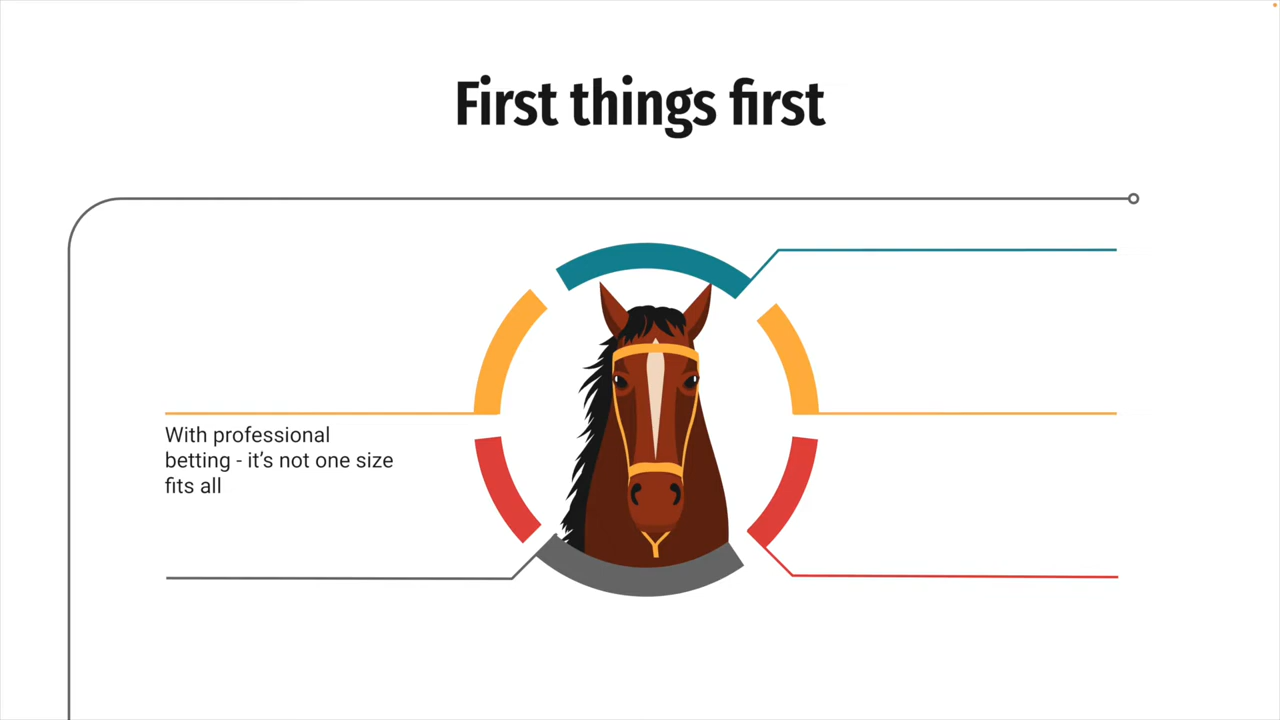 First things first
With professional
betting - it’s not one size
fits all